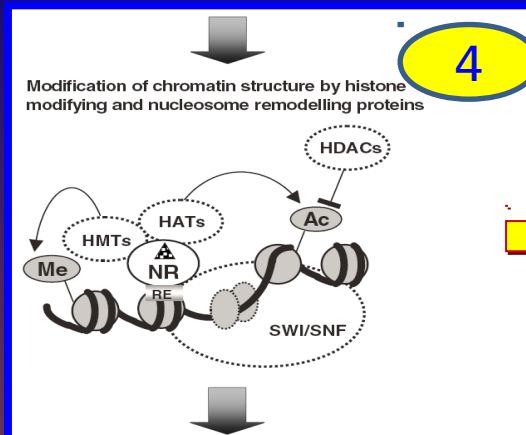 4
Modification of chromatin structure by histone
modifying and nucleosome remodelling proteins
HDACs
HATs
Ac
HMTs
Me
NR
RE
SWI/SNF